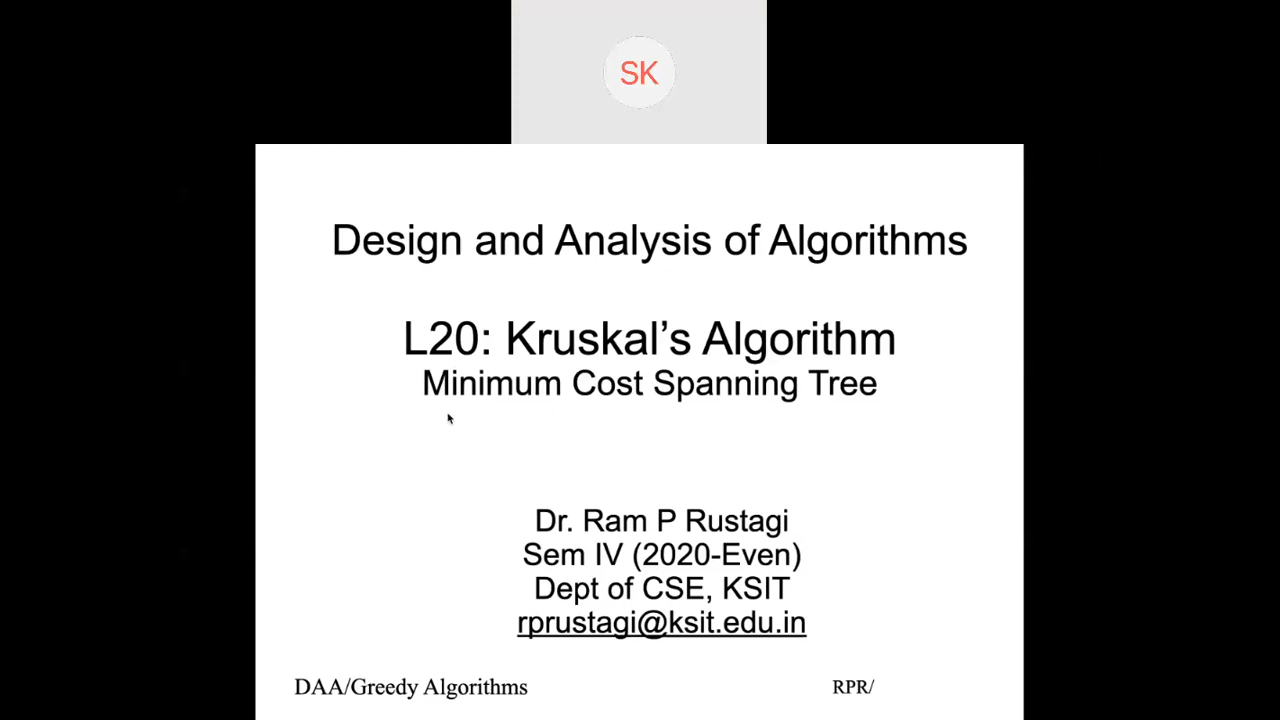 SK
Design and Analysis of Algorithms
L20: Kruskal’s Algorithm
Minimum Cost Spanning Tree
Dr. Ram P Rustagi
Sem IV (2020-Even)
Dept of CSE, KSIT
rprustagi@ksit.edu.in
DAA/Greedy Algorithms
RPR/